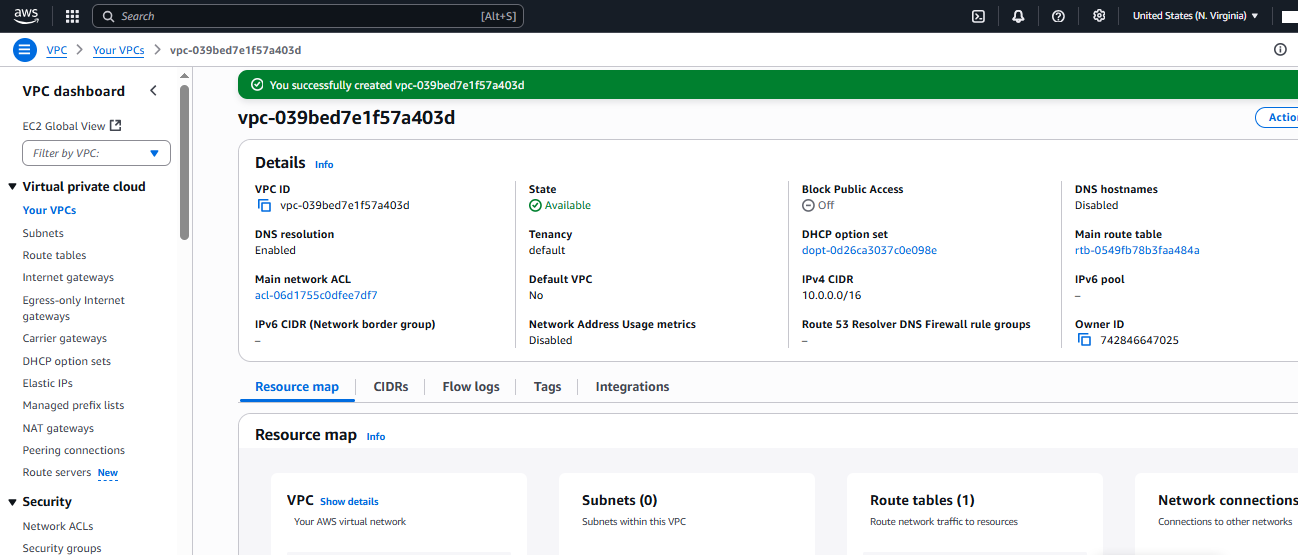 aws
Search [Alt+S]
United States (N. Virginia)
VPC Your VPCs vpc-039bed7e1f57a403d
VPC dashboard
EC2 Global View
Filter by VPC:
Virtual private cloud
Your VPCs
Subnets
Route tables
Internet gateways
Egress-only Internet
gateways
Carrier gateways
DHCP option sets
Elastic IPs
Managed prefix lists
NAT gateways
Peering connections
Route servers New
Security
Network ACLs
Security groups
You successfully created vpc-039bed7e1f57a403d
vpc-039bed7e1f57a403d
Actio
Details Info
VPC ID
vpc-039bed7e1f57a403d
State
Available
Block Public Access
Off
DNS hostnames
Disabled
DNS resolution
Enabled
Tenancy
default
DHCP option set
dopt-0d26ca3037c0e098e
Main route table
rtb-0549fb78b3faa484a
Main network ACL
acl-06d1755c0dfee7df7
Default VPC
No
IPv4 CIDR
10.0.0.0/16
IPv6 pool
–
IPv6 CIDR (Network border group)
–
Network Address Usage metrics
Disabled
Route 53 Resolver DNS Firewall rule groups
–
Owner ID
742846647025
Resource map CIDRs Flow logs Tags Integrations
Resource map Info
VPC Show details
Your AWS virtual network
Subnets (0)
Subnets within this VPC
Route tables (1)
Route network traffic to resources
Network connections
Connections to other networks